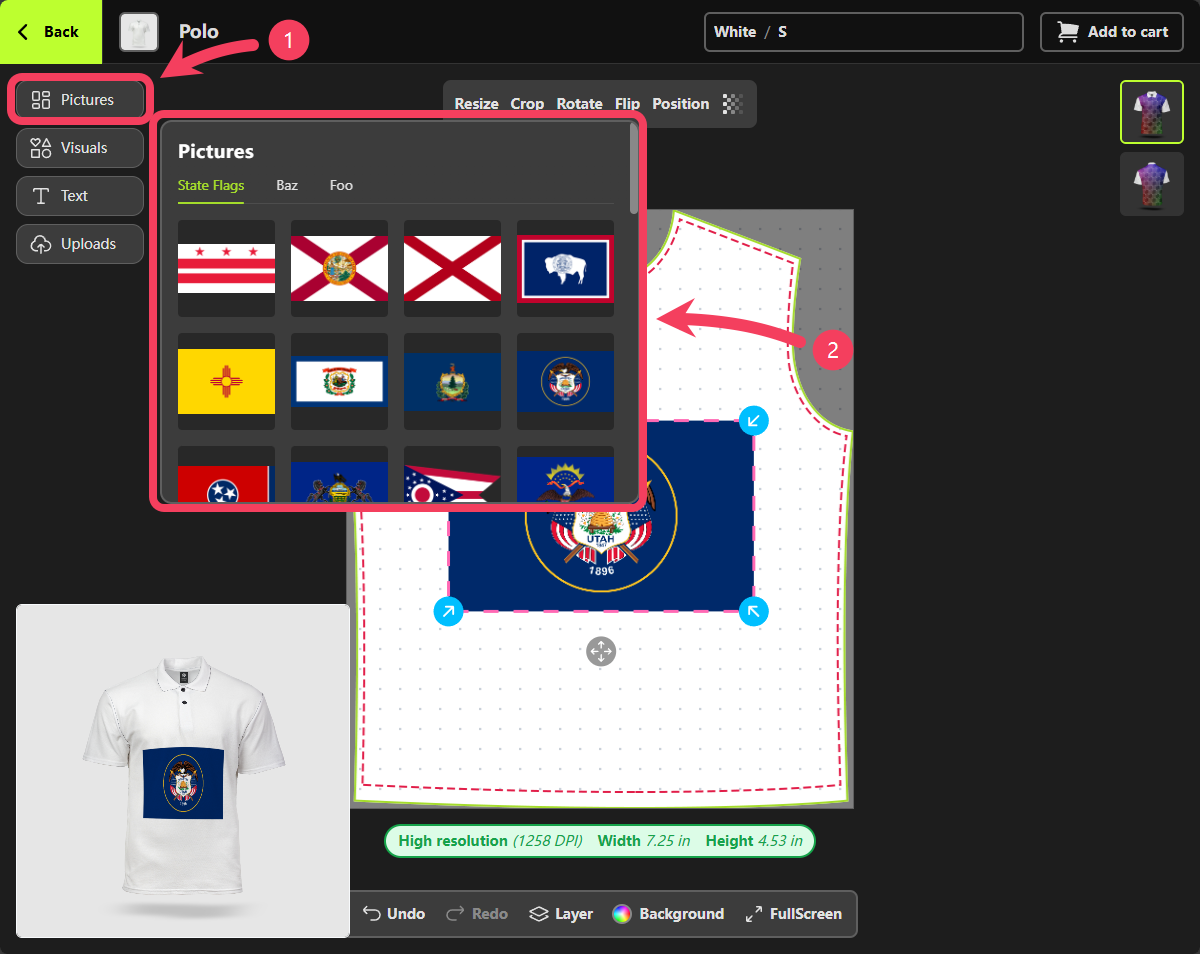 Back
Polo
1
White / S
Add to cart
Pictures
Visuals
Text
Uploads
Resize Crop Rotate Flip Position
Pictures
State Flags Baz Foo
2
UTAH
1847
1896
High resolution (1258 DPI) Width 7.25 in Height 4.53 in
Undo Redo Layer Background FullScreen